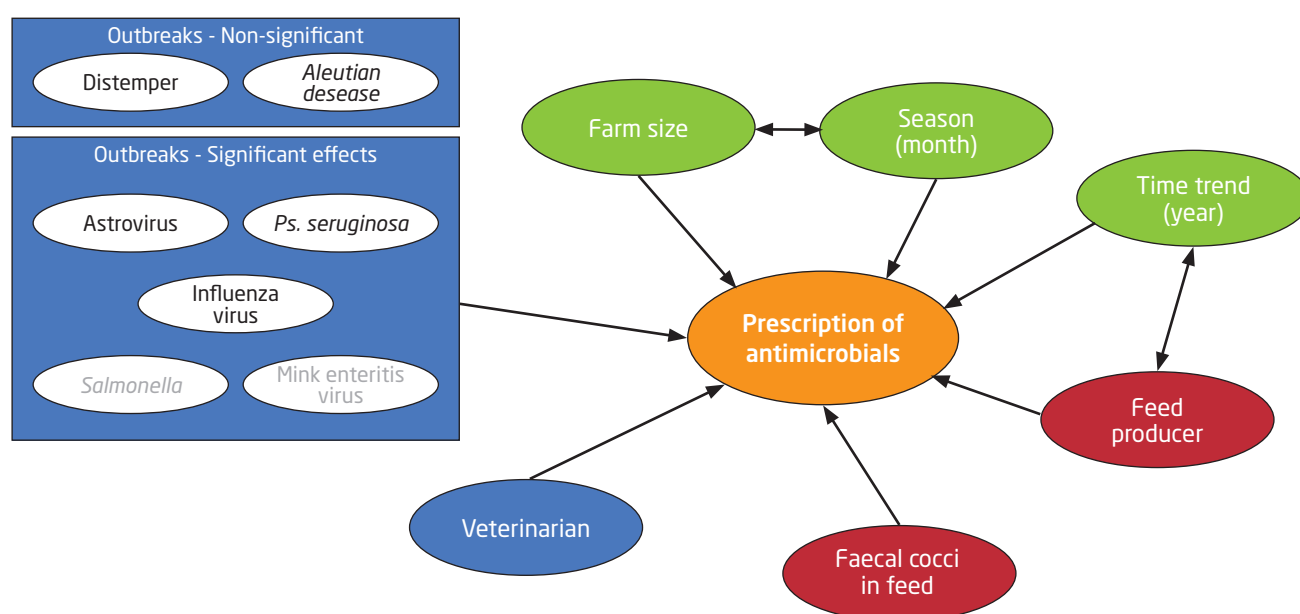 Outbreaks - Non-significant
Distemper
Aleutian
desease
Outbreaks - Significant effects
Astrovirus
Ps. seruginosa
Influenza
virus
Salmonella
Mink enteritis
virus
Farm size
Season
(month)
Time trend
(year)
Prescription of
antimicrobials
Feed
producer
Veterinarian
Faecal cocci
in feed